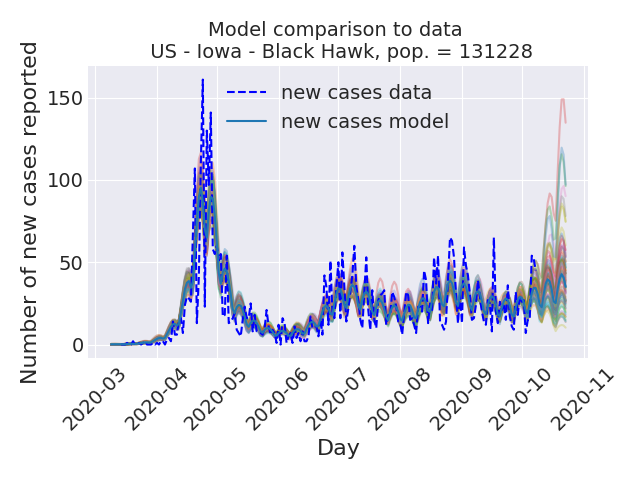 Model comparison to data
US - Iowa - Black Hawk, pop. = 131228
Number of new cases reported
150
100
50
0
new cases data
new cases model
2020-03
2020-04
2020-05
2020-06
2020-07
2020-08
2020-09
2020-10
2020-11
Day